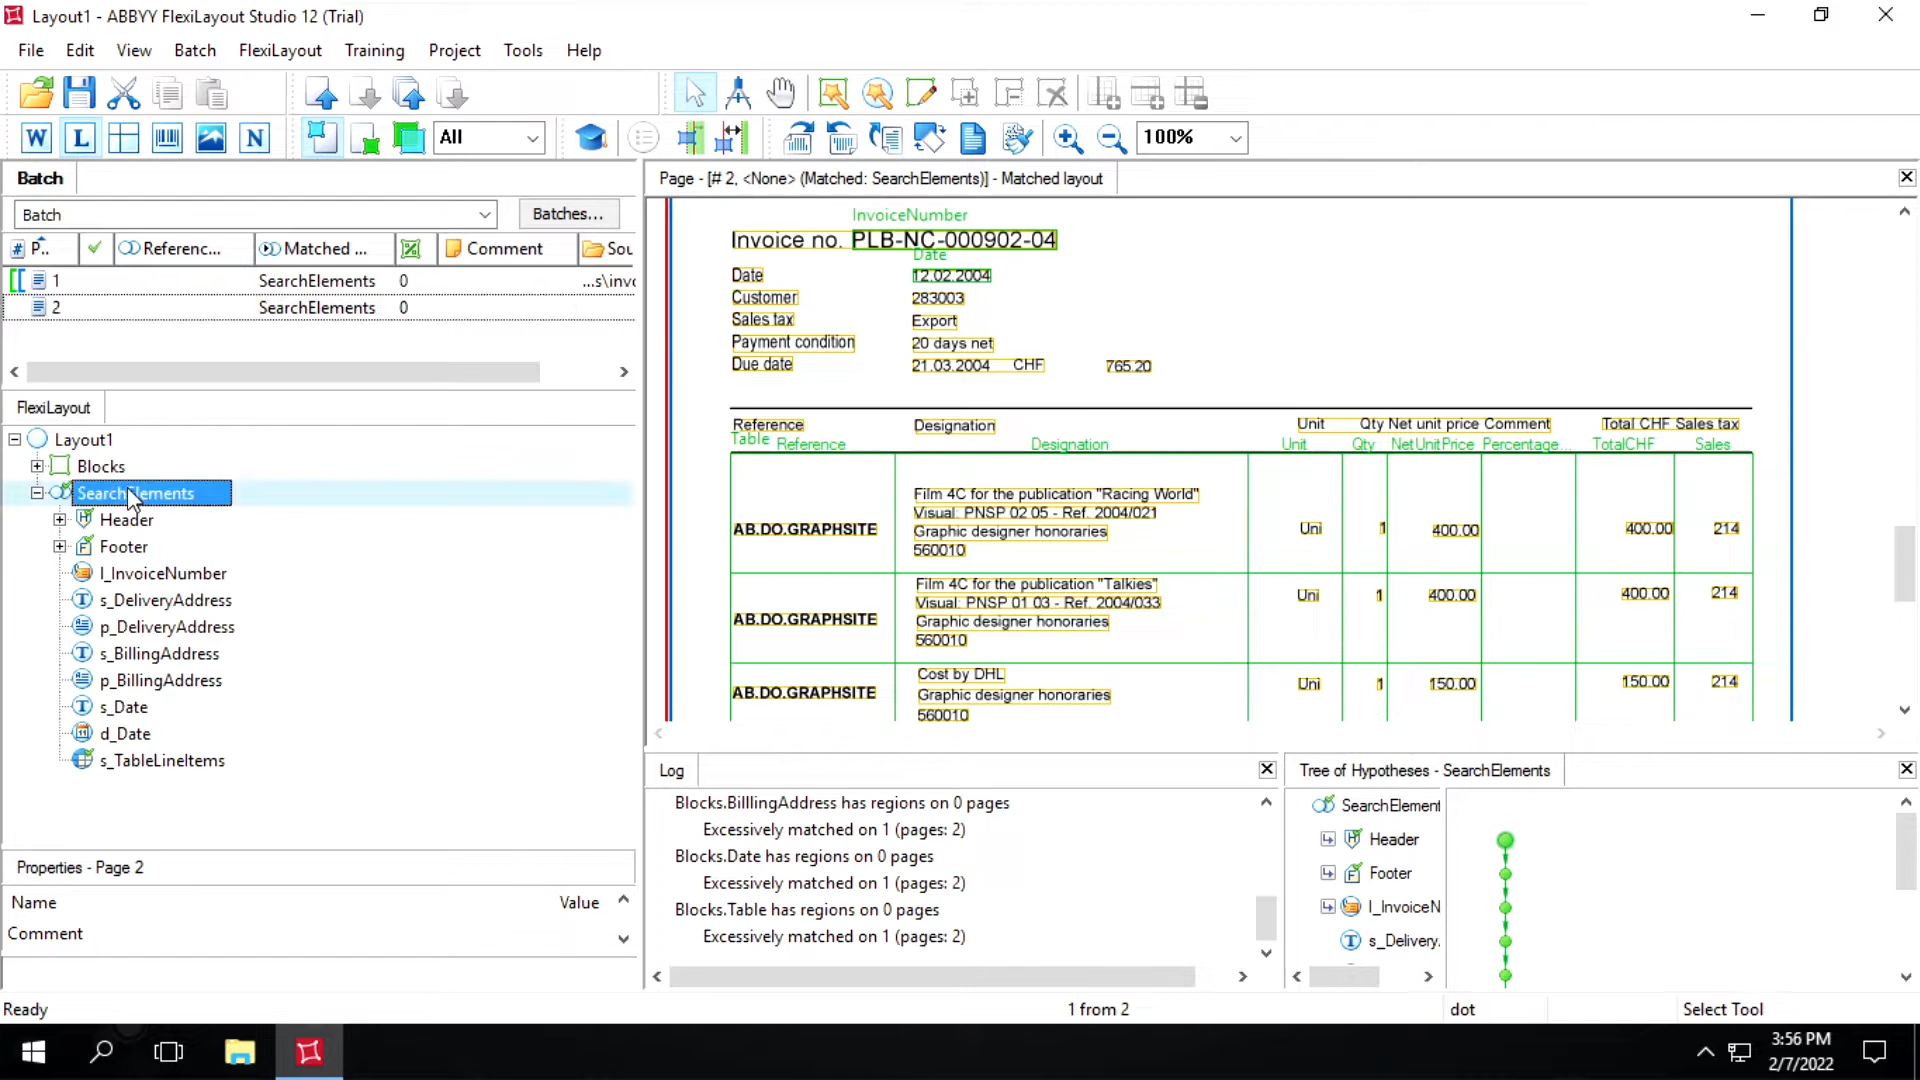 Layout1 - ABBYY FlexiLayout Studio 12 (Trial)
File Edit View Batch FlexiLayout Training Project Tools Help
W L N All 100%
Batch
Batch Batches...
# P.. Referenc... Matched ... Comment Sou
1 SearchElements 0 ...s\invo
2 SearchElements 0
FlexiLayout
Layout1
Blocks
SearchElements
Header
Footer
l_InvoiceNumber
s_DeliveryAddress
p_DeliveryAddress
s_BillingAddress
p_BillingAddress
s_Date
d_Date
s_TableLineItems
Properties - Page 2
Name Value
Comment
Page - [# 2, <None> (Matched: SearchElements)] - Matched layout
InvoiceNumber
Invoice no. PLB-NC-000902-04
Date
Date 12.02.2004
Customer 283003
Sales tax Export
Payment condition 20 days net
Due date 21.03.2004 CHF 765.20
Reference Designation Unit Qty Net unit price Comment Total CHF Sales tax
Table Reference Designation Unit Qty NetUnitPrice Percentage... TotalCHF Sales
Film 4C for the publication "Racing World"
Visual: PNSP 02 05 - Ref. 2004/021
AB.DO.GRAPHSITE Graphic designer honoraries Uni 1 400.00 400.00 214
560010
Film 4C for the publication "Talkies"
Visual: PNSP 01 03 - Ref. 2004/033 Uni 1 400.00 400.00 214
AB.DO.GRAPHSITE Graphic designer honoraries
560010
Cost by DHL
AB.DO.GRAPHSITE Graphic designer honoraries Uni 1 150.00 150.00 214
560010
Log
Blocks.BilllingAddress has regions on 0 pages
Excessively matched on 1 (pages: 2)
Blocks.Date has regions on 0 pages
Excessively matched on 1 (pages: 2)
Blocks.Table has regions on 0 pages
Excessively matched on 1 (pages: 2)
Tree of Hypotheses - SearchElements
SearchElement
Header
Footer
l_InvoiceN
s_Delivery.
Ready 1 from 2 dot Select Tool
3:56 PM
2/7/2022